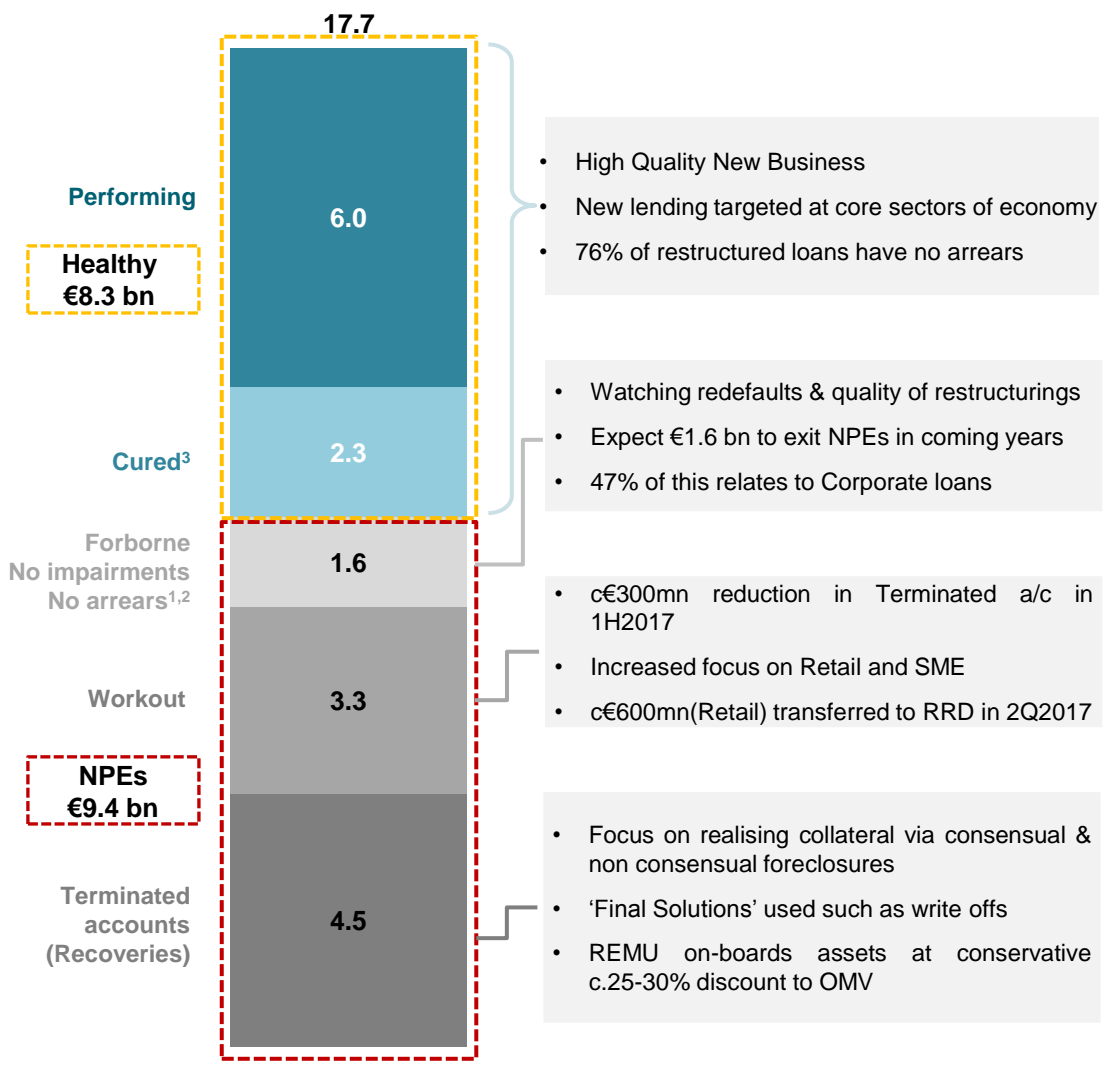 17.7
Performing
6.0
Healthy
€8.3 bn
• High Quality New Business
• New lending targeted at core sectors of economy
• 76% of restructured loans have no arrears
Cured³
2.3
Forborne
No impairments
No arrears¹,²
1.6
• Watching redefaults & quality of restructurings
• Expect €1.6 bn to exit NPEs in coming years
• 47% of this relates to Corporate loans
Workout
3.3
• c€300mn reduction in Terminated a/c in
1H2017
• Increased focus on Retail and SME
• c€600mn(Retail) transferred to RRD in 2Q2017
NPEs
€9.4 bn
Terminated
accounts
(Recoveries)
4.5
• Focus on realising collateral via consensual &
non consensual foreclosures
• ‘Final Solutions’ used such as write offs
• REMU on-boards assets at conservative
c.25-30% discount to OMV